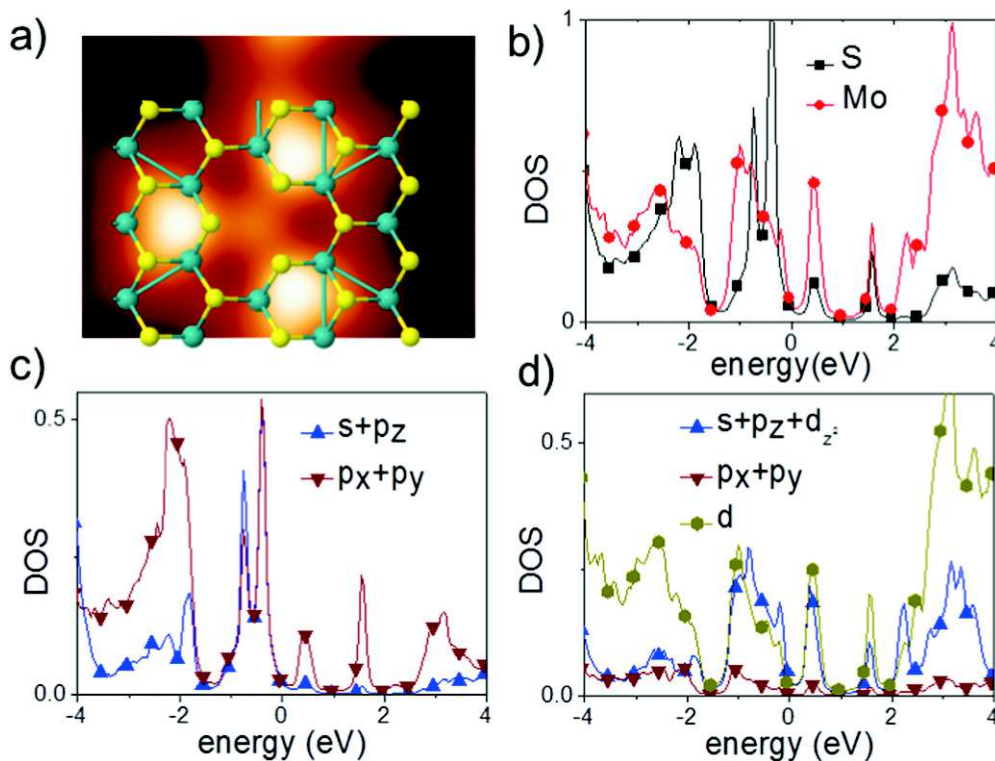 a)
b)
1
S
Mo
DOS
0
-4 -2 0 2 4
energy(eV)
c)
0.5
s+pz
px+py
DOS
0.0
-4 -2 0 2 4
energy (eV)
d)
s+pz+d
px+py
d
0.5
DOS
0.0
-4 -2 0 2 4
energy (eV)